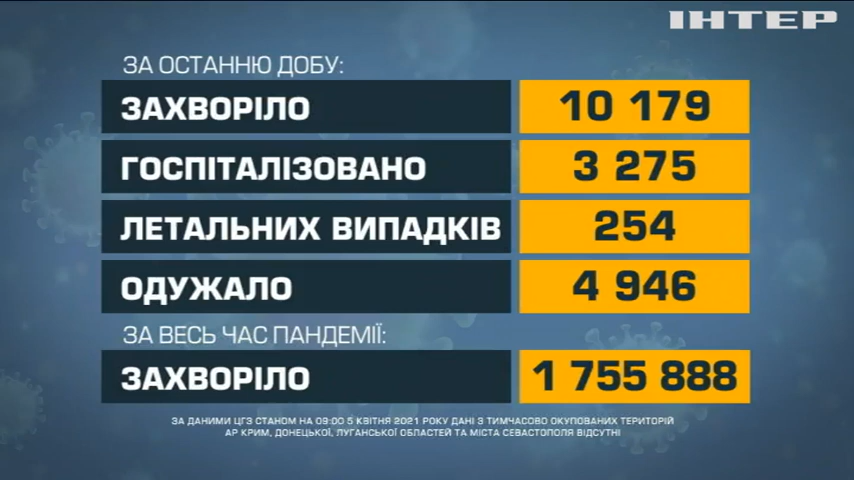 ІНТЕР
ЗА ОСТАННЮ ДОБУ:
ЗАХВОРІЛО 10 179
ГОСПІТАЛІЗОВАНО 3 275
ЛЕТАЛЬНИХ ВИПАДКІВ 254
ОДУЖАЛО 4 946
ЗА ВЕСЬ ЧАС ПАНДЕМІЇ:
ЗАХВОРІЛО 1 755 888
ЗА ДАНИМИ ЦГЗ СТАНОМ НА 09:00 5 КВІТНЯ 2021 РОКУ ДАНІ З ТИМЧАСОВО ОКУПОВАНИХ ТЕРИТОРІЙ
АР КРИМ, ДОНЕЦЬКОЇ, ЛУГАНСЬКОЇ ОБЛАСТЕЙ ТА МІСТА СЕВАСТОПОЛЯ ВІДСУТНІ